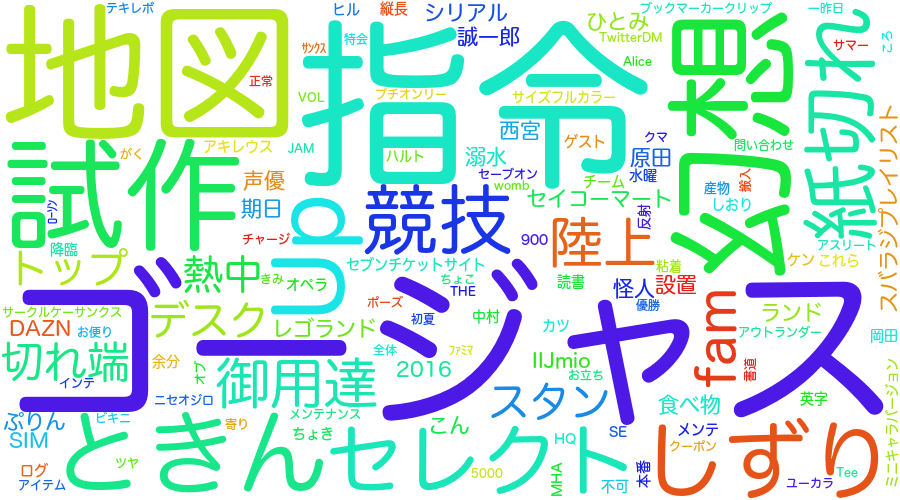 テキレボ
ヒル
縦長
シリアル
ブックマーカークリップ
一昨日
地図
指令
幻想
紙切れ
正常
サンクス
特会
誠一郎
ひとみ
TwitterDM
サマー
ころ
Alice
VOL
プチオンリー
サイズフルカラー
アキレウス
JAM
ハルト
西宮
ゲスト
クマ
問い合わせ
がく
試作
溺水
原田
セーブオン
水曜
womb
チーム
産物
搬入
しおり
声優
期日
ローソン
un
競技
セイコーマート
反射
スバラジプレイリスト
降臨
チャージ
900
陸上
アスリート
トップ
熱中
セブンチケットサイト
粘着
ケン
これら
きみ
オペラ
ちょこ
読書
怪人
設置
ゴージャス
サークルケーサンクス
ポーズ
THE
優勝
fam
DAZN
お便り
デスク
レゴランド
初夏
中村
カツ
ランド
アウトランダー
岡田
切れ端
余分
オブ
全体
ファミマ
IIJmio
書道
インテ
御用達
2016
お立ち
ニセオジロ
スタン
食べ物
英字
ミニキャラバージョン
ぷりん
ビキニ
寄り
メンテナンス
ちょき
こん
SIM
ときん
セレクト
HQ
SE
メンテ
クーポン
しずり
ログ
ツヤ
アイテム
5000
MHA
不可
本番
ユーカラ
Tee